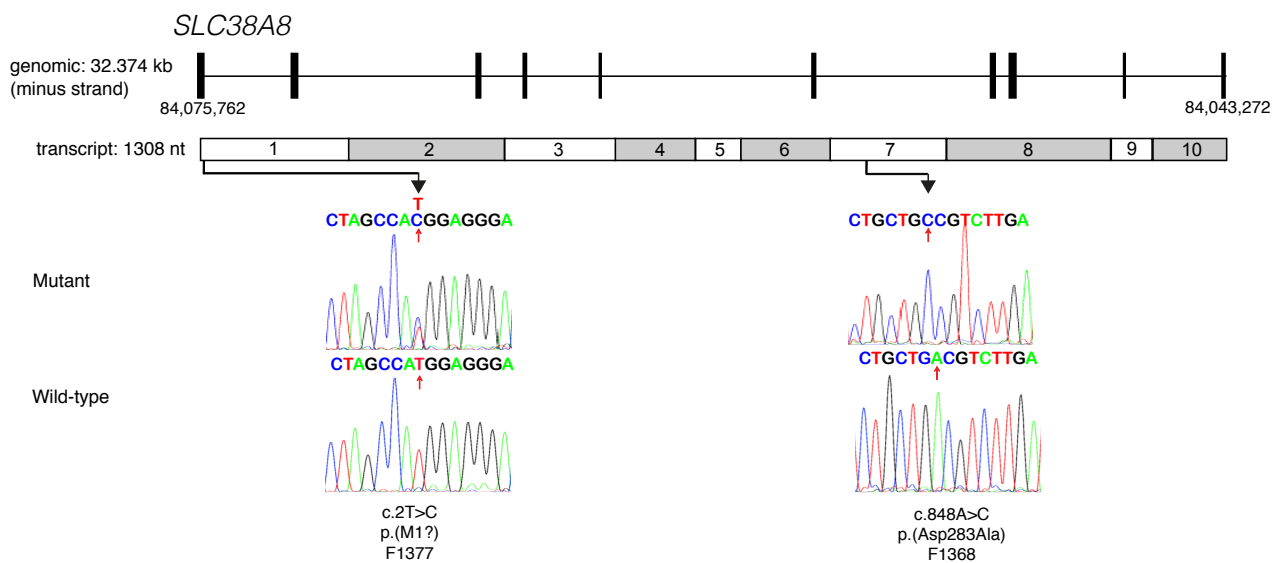 SLC38A8
genomic: 32.374 kb
(minus strand)
84,075,762
84,043,272
transcript: 1308 nt
1 2 3 4 5 6 7 8 9 10
T
CTAGCCACGGAGGGA
CTGCTGCCGTCTTGA
Mutant
CTAGCCATGGAGGGA
CTGCTGACGTCTTGA
Wild-type
c.2T>C
p.(M1?)
F1377
c.848A>C
p.(Asp283Ala)
F1368